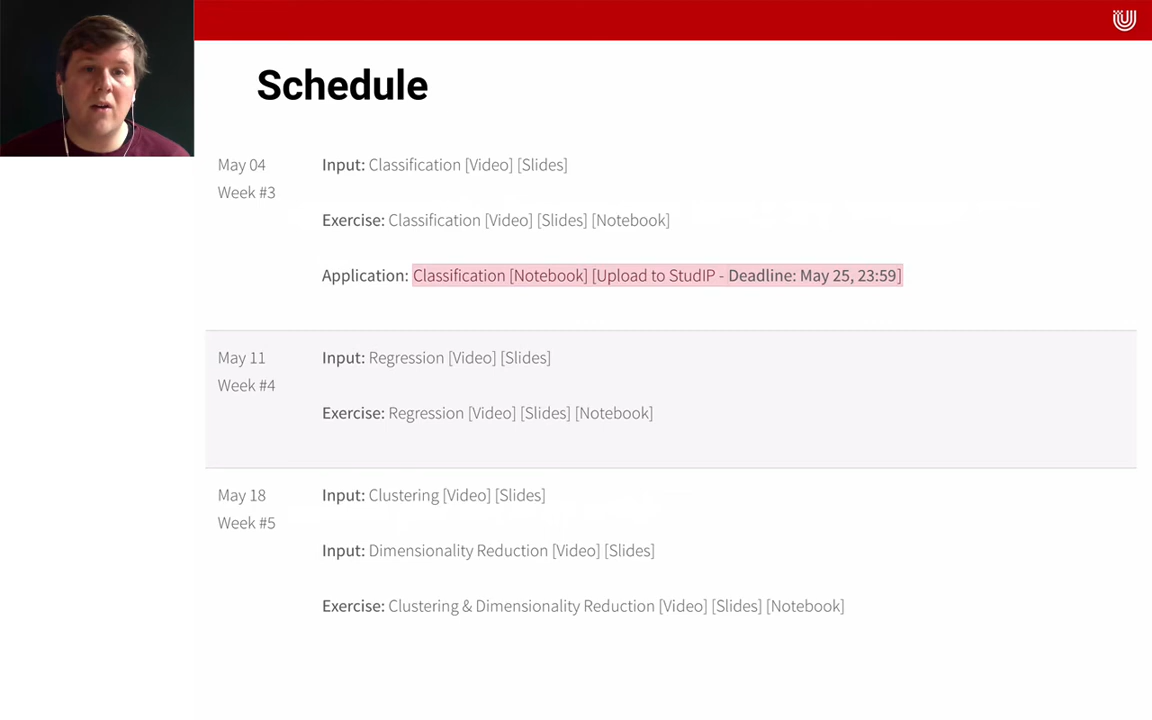 Schedule
May 04
Week #3
Input: Classification [Video] [Slides]
Exercise: Classification [Video] [Slides] [Notebook]
Application: Classification [Notebook] [Upload to StudIP - Deadline: May 25, 23:59]
May 11
Week #4
Input: Regression [Video] [Slides]
Exercise: Regression [Video] [Slides] [Notebook]
May 18
Week #5
Input: Clustering [Video] [Slides]
Input: Dimensionality Reduction [Video] [Slides]
Exercise: Clustering & Dimensionality Reduction [Video] [Slides] [Notebook]